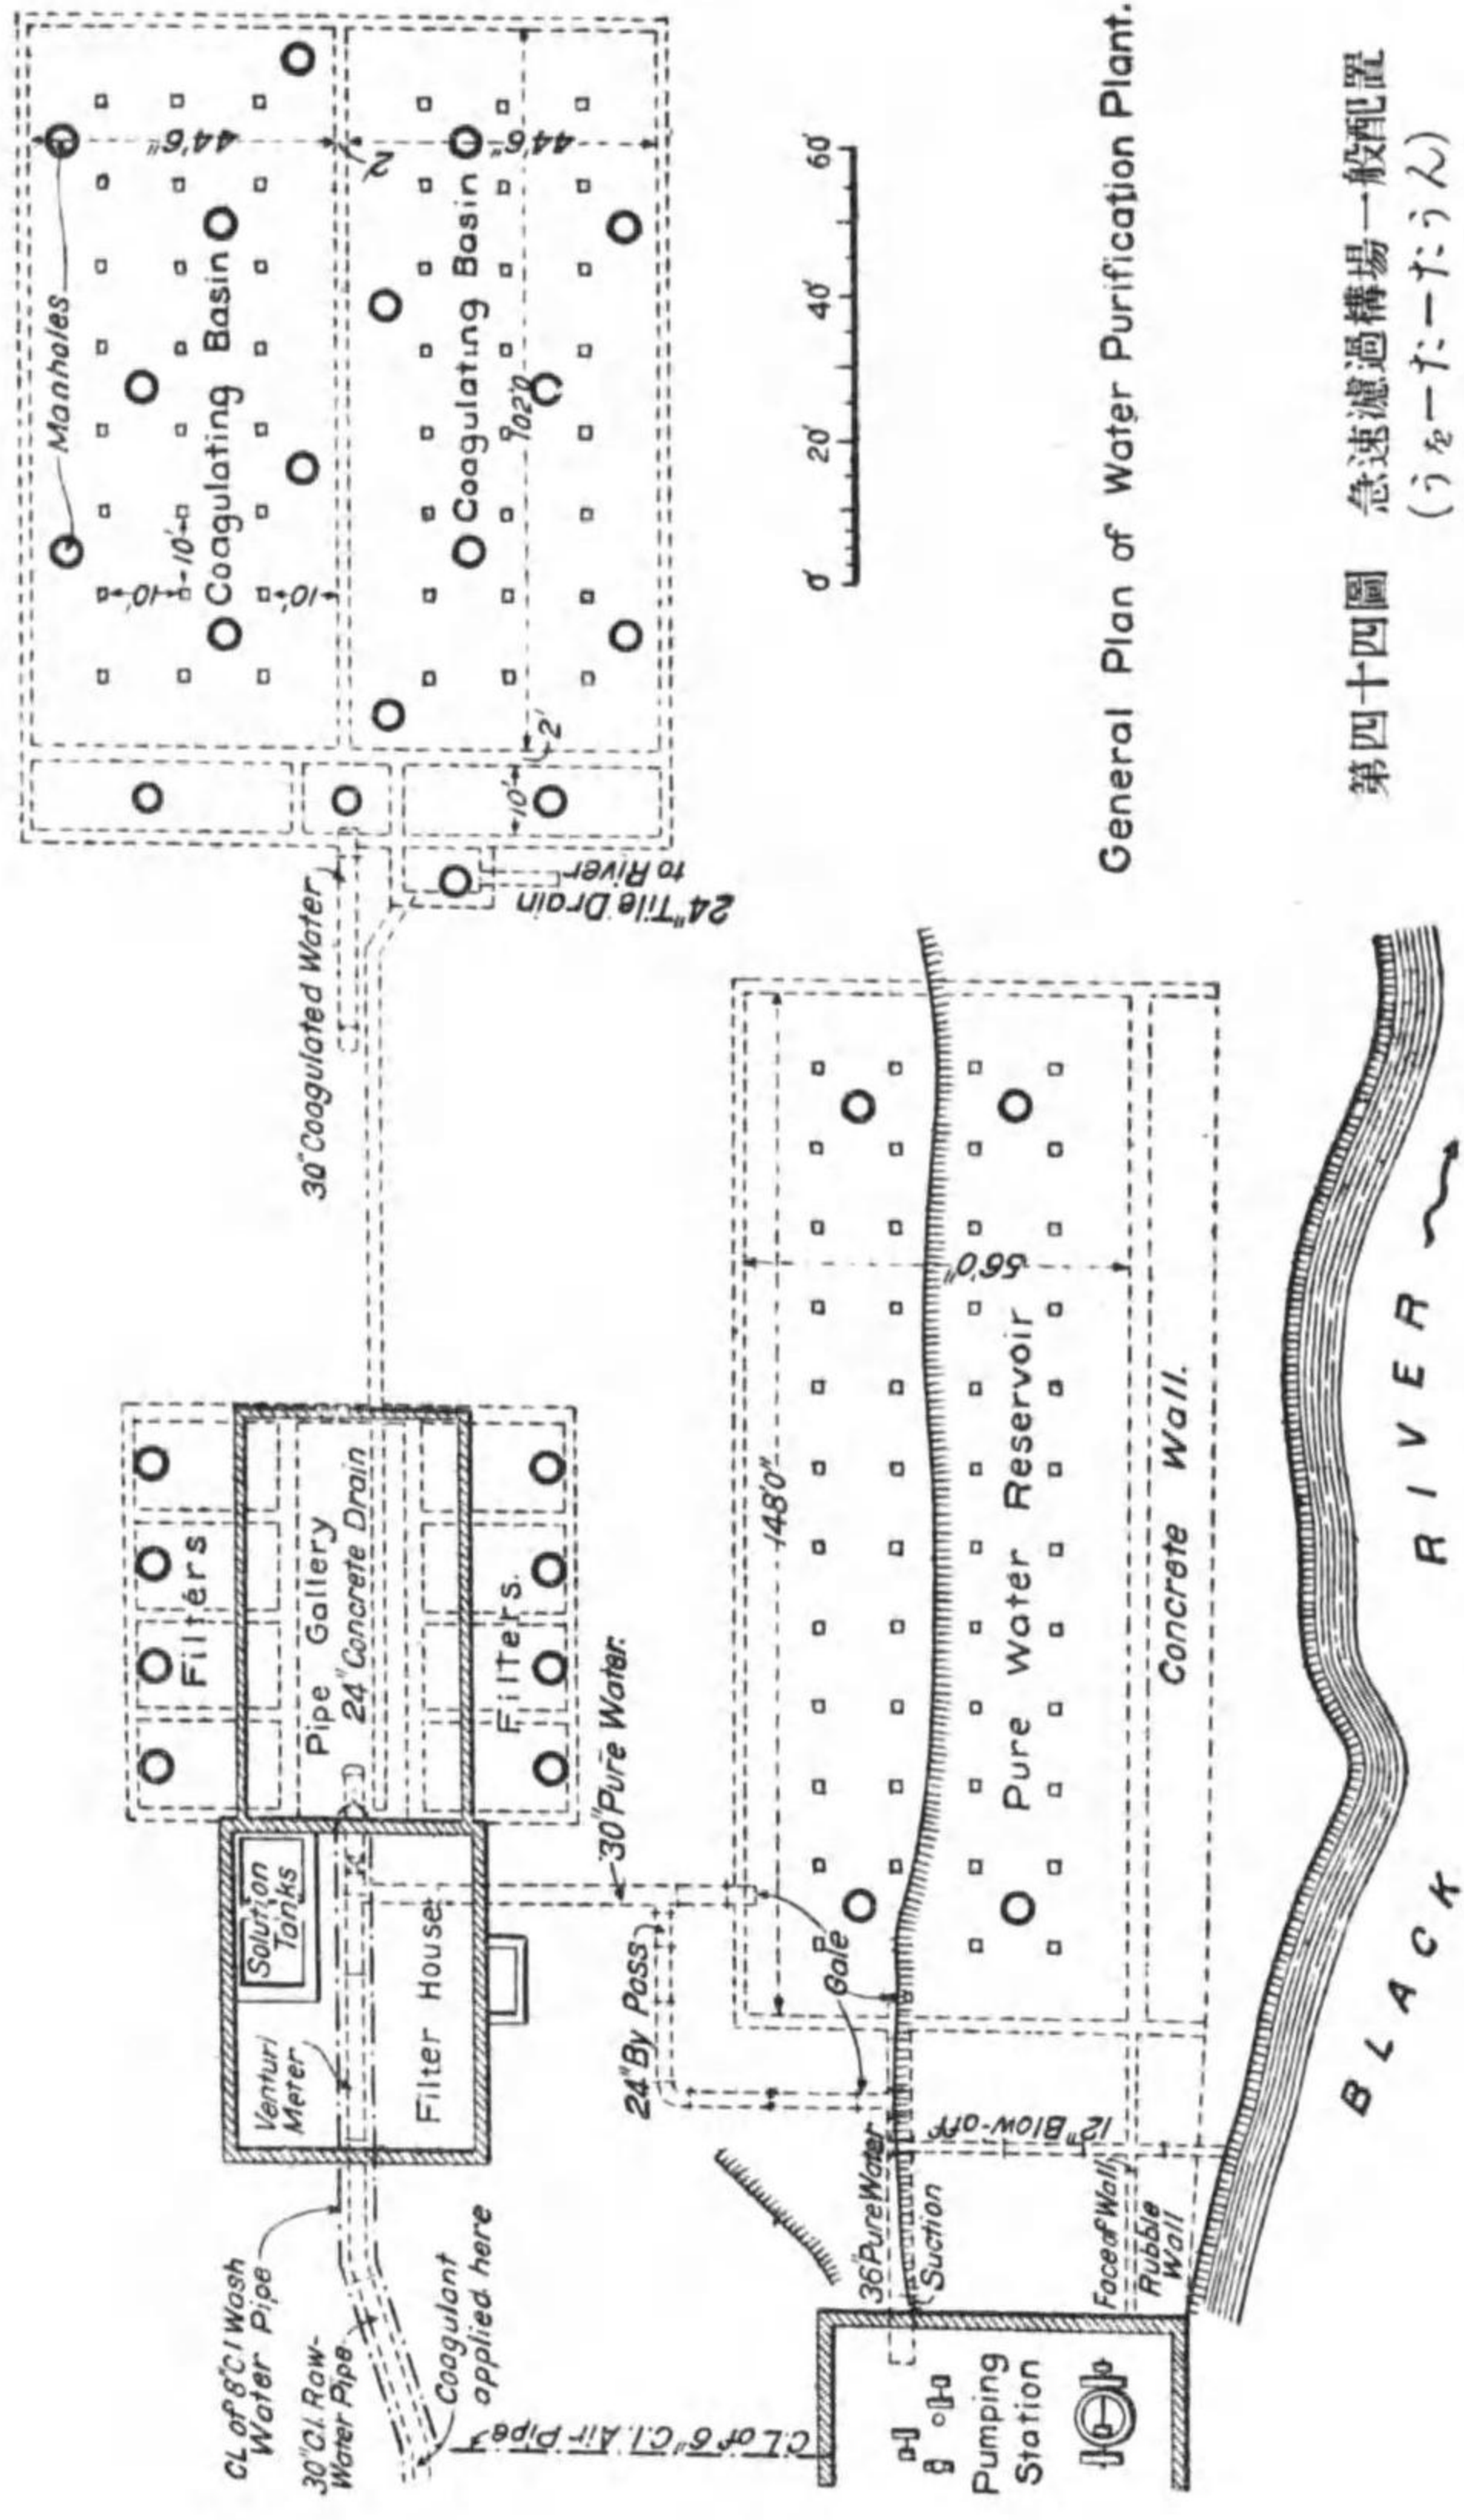 CL of 8" C.I Wash
Water Pipe
30" C.I. Raw-
Water Pipe
Coagulant
applied here
C.L of 6" C.I. Air Pipe
Venturi
Meter
Solution
Tanks
Filter House
Filters
Pipe Gallery
24" Concrete Drain
Filters.
30" Coagulated Water
30" Pure Water.
24" By Pass
Manholes
44'6"
Coagulating Basin
10'
10'
10'
2'
44'6"
Coagulating Basin
102'0
10'
2'
24" Tile Drain
to River
0' 20' 40' 60'
148'0"
56'0"
Pure Water Reservoir
Gate
36" Pure Water
Suction
12" Blow-off
Face of Wall
Rubble
Wall
Concrete Wall.
Pumping
Station
BLACK RIVER
General Plan of Water Purification Plant.
第四十四圖 急速濾過構場一般配置
(うを一た一たうん)